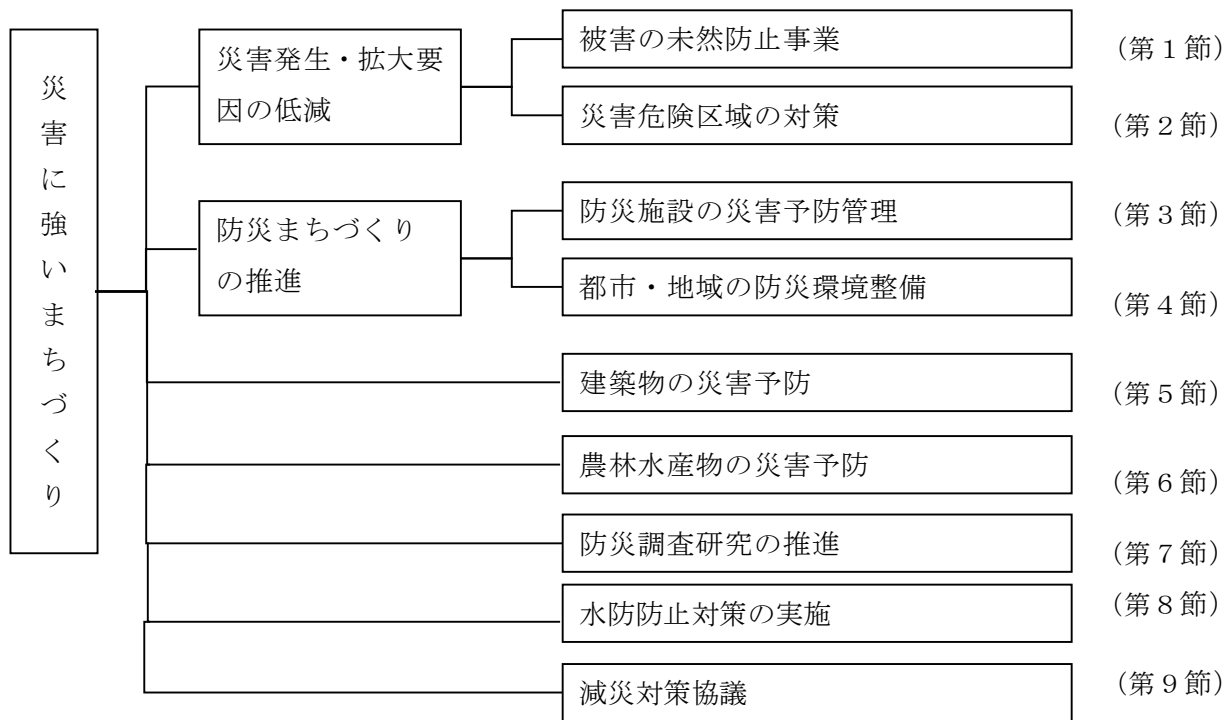 災害に強いまちづくり
災害発生・拡大要
因の低減
被害の未然防止事業
(第1節)
災害危険区域の対策
(第2節)
防災まちづくり
の推進
防災施設の災害予防管理
(第3節)
都市・地域の防災環境整備
(第4節)
建築物の災害予防
(第5節)
農林水産物の災害予防
(第6節)
防災調査研究の推進
(第7節)
水防防止対策の実施
(第8節)
減災対策協議
(第9節)